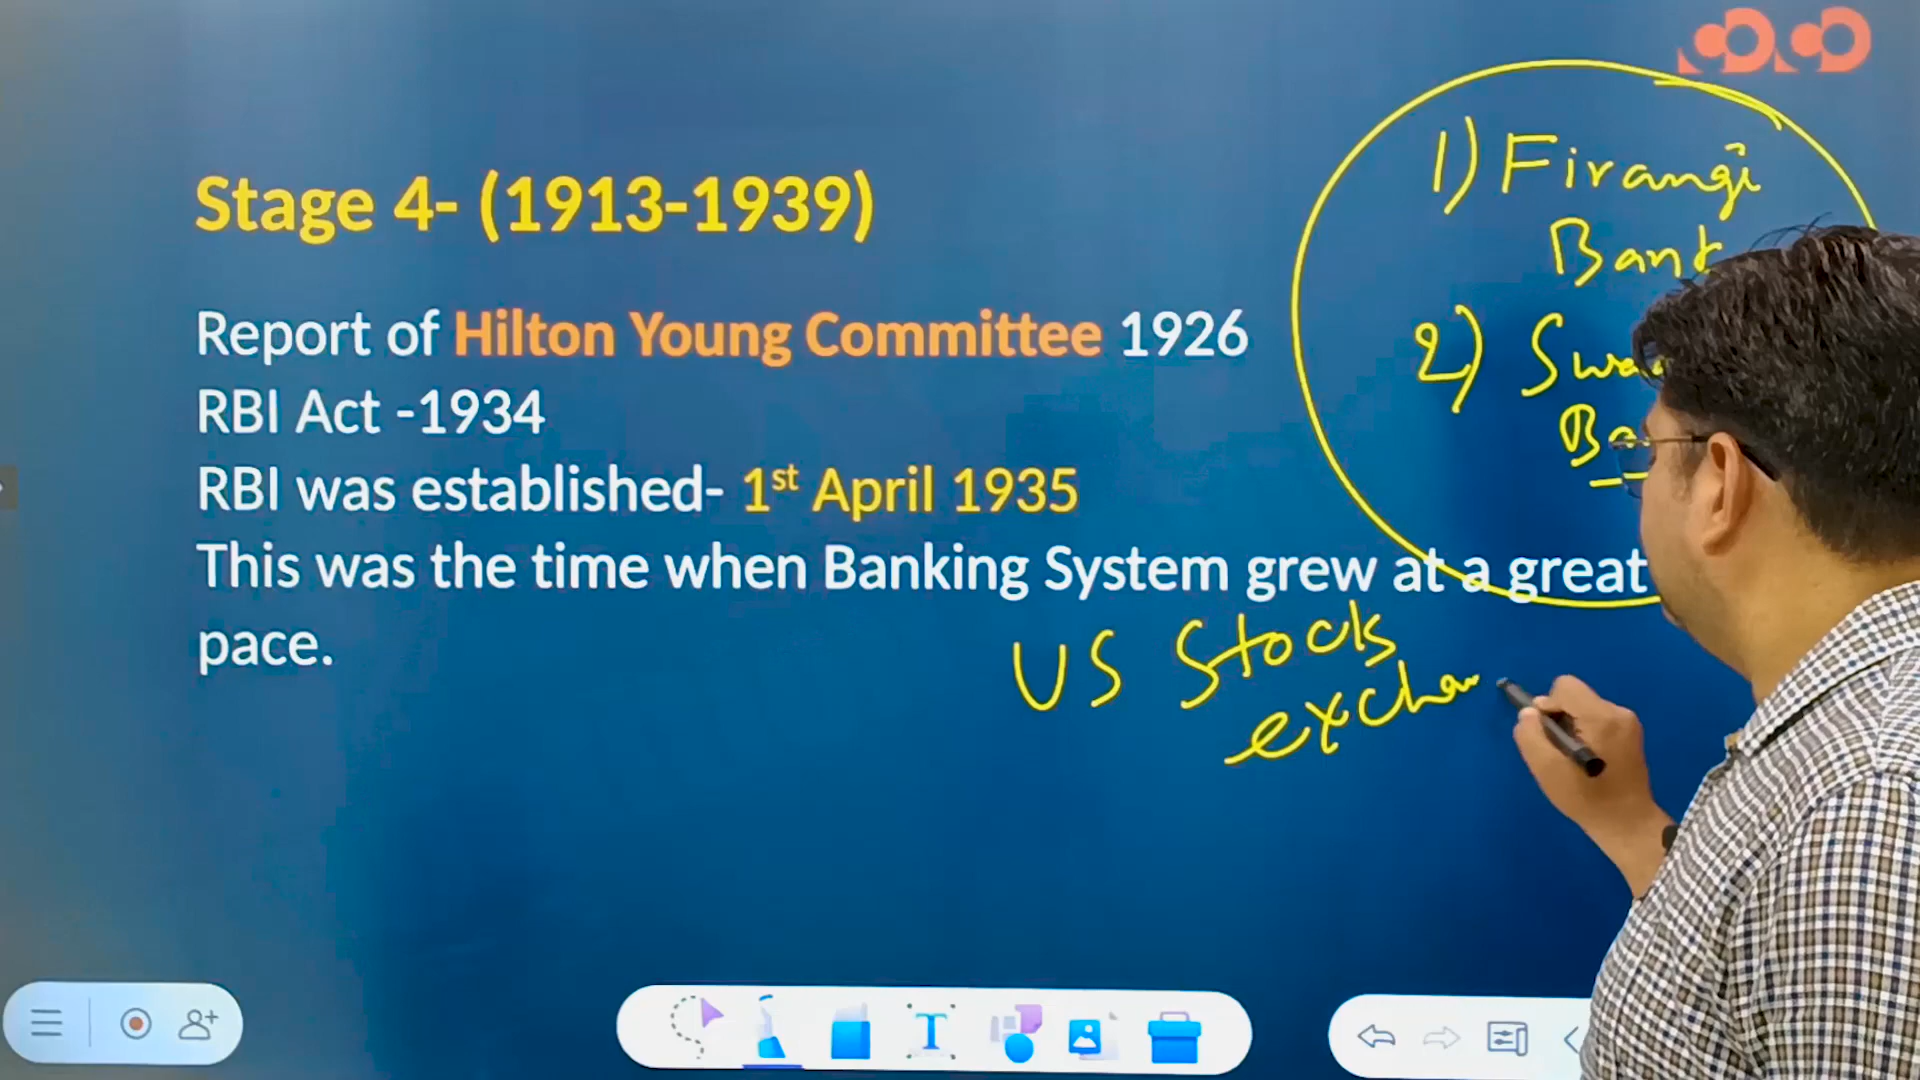 Stage 4- (1913-1939)
Report of Hilton Young Committee 1926
RBI Act -1934
RBI was established- 1st April 1935
This was the time when Banking System grew at a great
pace.
1) Firangi
Bank
2)
US Stocks